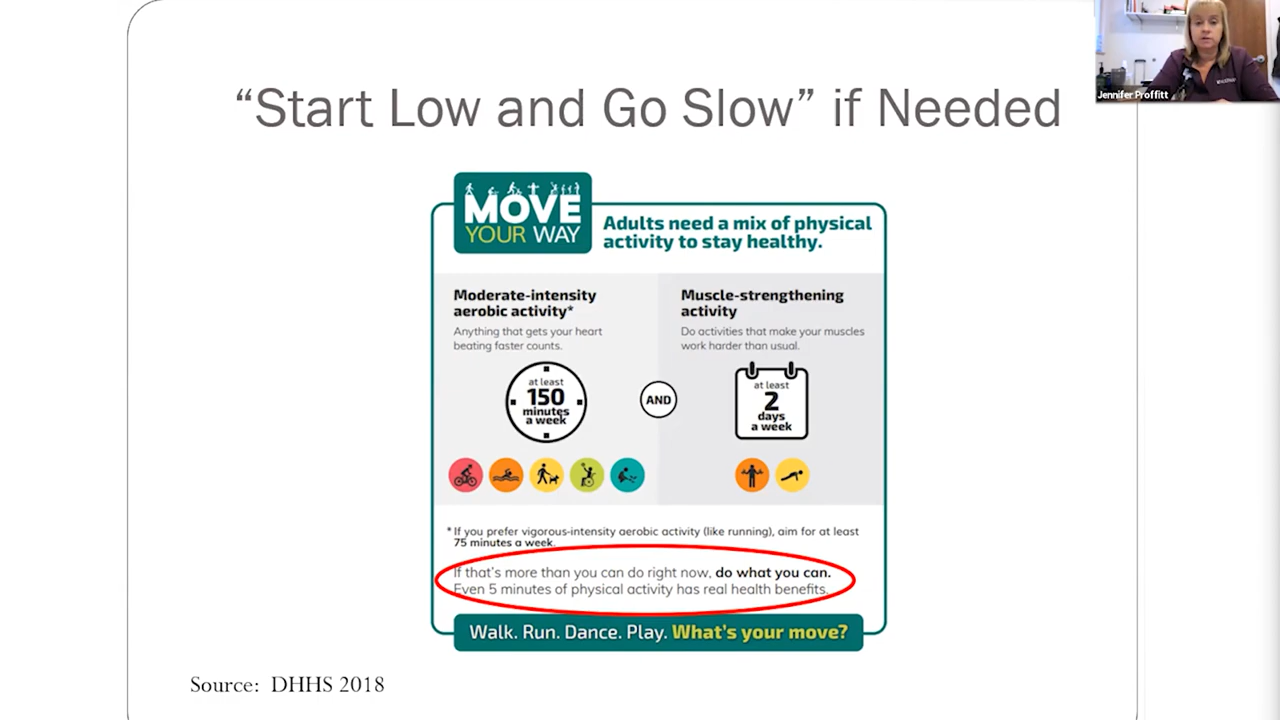 “Start Low and Go Slow” if Needed
Jennifer Proffitt
MOVE
YOUR WAY
Adults need a mix of physical
activity to stay healthy.
Moderate-intensity
aerobic activity*
Anything that gets your heart
beating faster counts.
at least
150
minutes
a week
AND
Muscle-strengthening
activity
Do activities that make your muscles
work harder than usual.
at least
2
days
a week
* If you prefer vigorous-intensity aerobic activity (like running), aim for at least
75 minutes a week.
If that’s more than you can do right now, do what you can.
Even 5 minutes of physical activity has real health benefits.
Walk. Run. Dance. Play. What’s your move?
Source: DHHS 2018